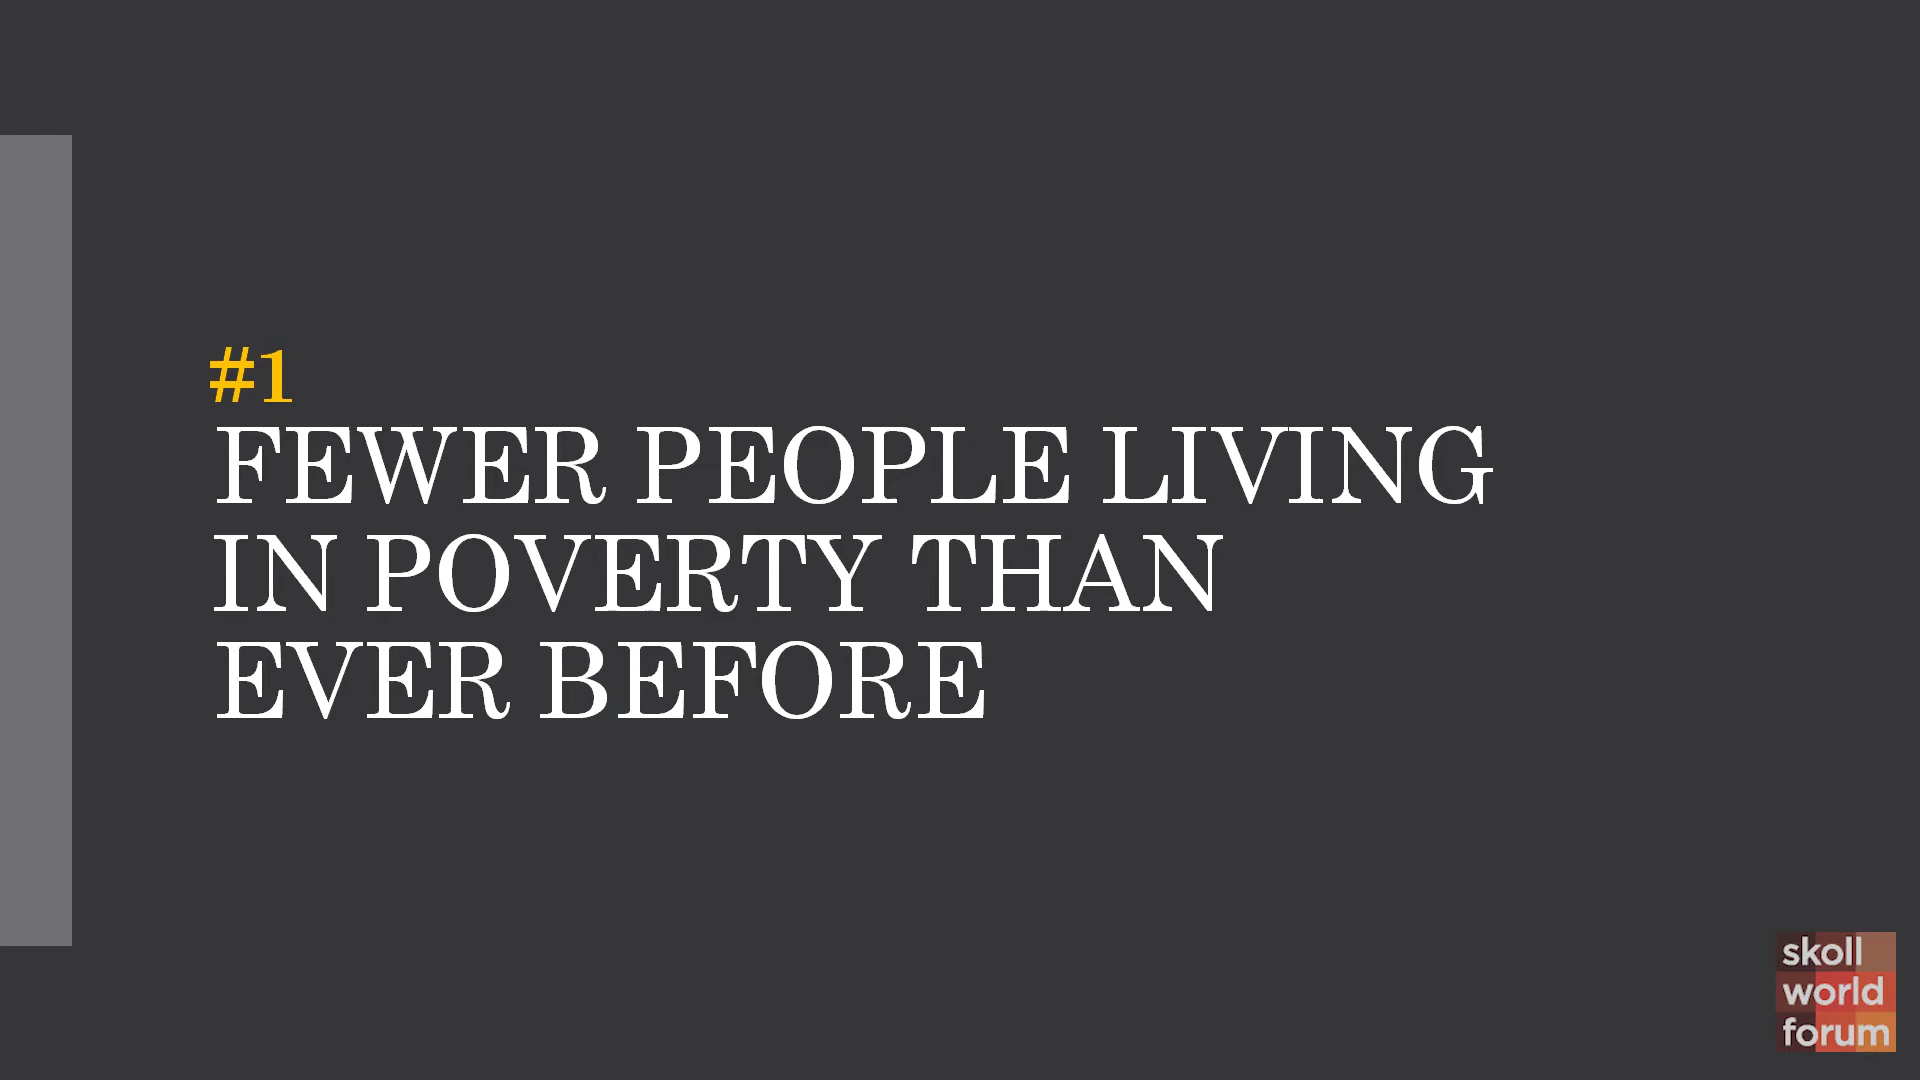 #1
FEWER PEOPLE LIVING
IN POVERTY THAN
EVER BEFORE
skoll
world
forum